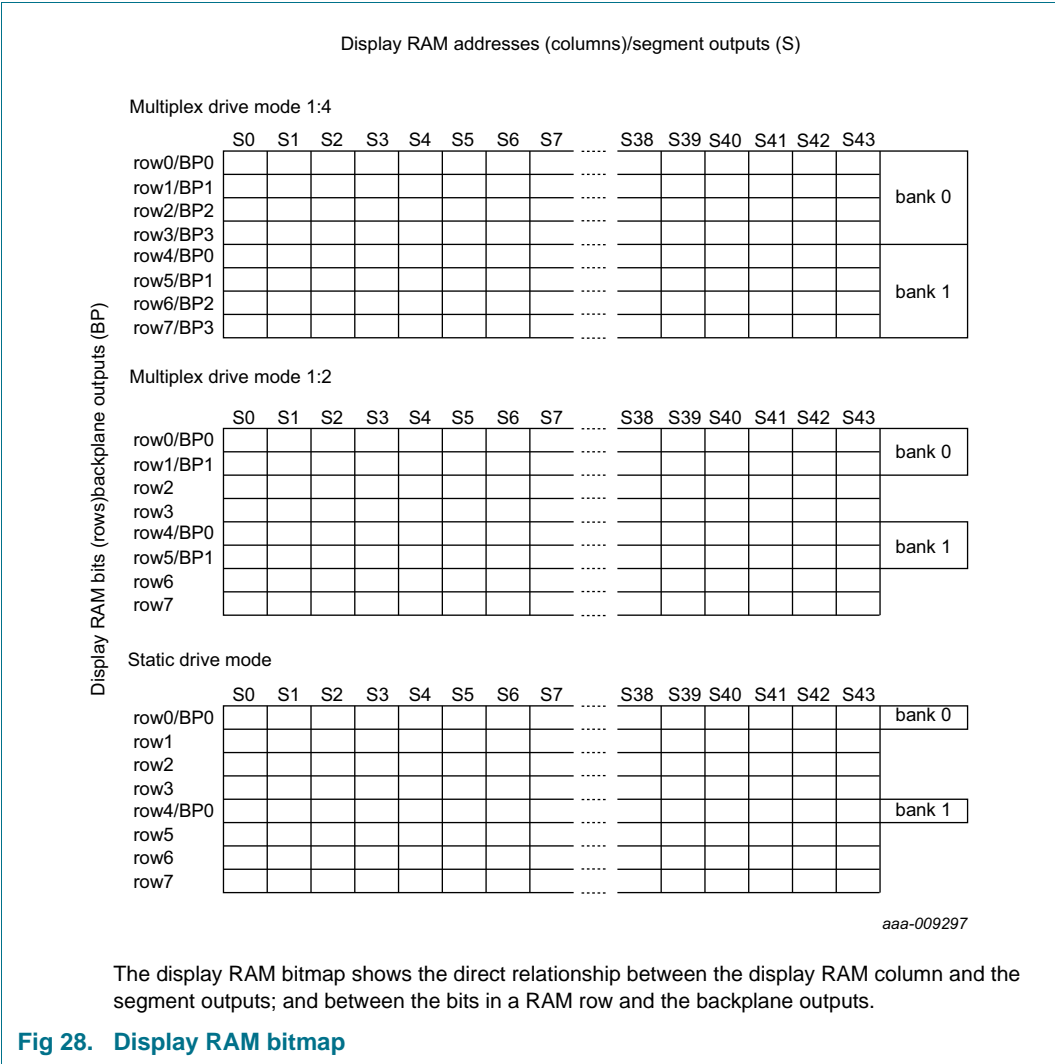 Display RAM addresses (columns)/segment outputs (S)
Display RAM bits (rows)backplane outputs (BP)
Multiplex drive mode 1:4
S0 S1 S2 S3 S4 S5 S6 S7 ..... S38 S39 S40 S41 S42 S43
row0/BP0
row1/BP1
row2/BP2
row3/BP3
bank 0
row4/BP0
row5/BP1
row6/BP2
row7/BP3
bank 1
Multiplex drive mode 1:2
S0 S1 S2 S3 S4 S5 S6 S7 ..... S38 S39 S40 S41 S42 S43
row0/BP0
row1/BP1
bank 0
row2
row3
row4/BP0
row5/BP1
bank 1
row6
row7
Static drive mode
S0 S1 S2 S3 S4 S5 S6 S7 ..... S38 S39 S40 S41 S42 S43
row0/BP0 bank 0
row1
row2
row3
row4/BP0 bank 1
row5
row6
row7
aaa-009297
The display RAM bitmap shows the direct relationship between the display RAM column and the
segment outputs; and between the bits in a RAM row and the backplane outputs.
Fig 28. Display RAM bitmap